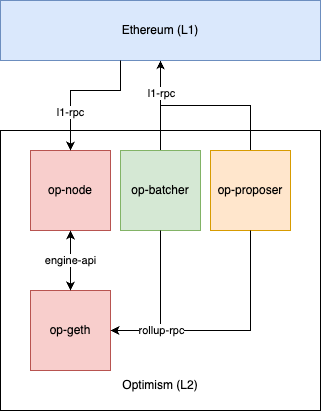 Ethereum (L1)
l1-rpc
l1-rpc
op-node
op-batcher
op-proposer
engine-api
op-geth
rollup-rpc
Optimism (L2)